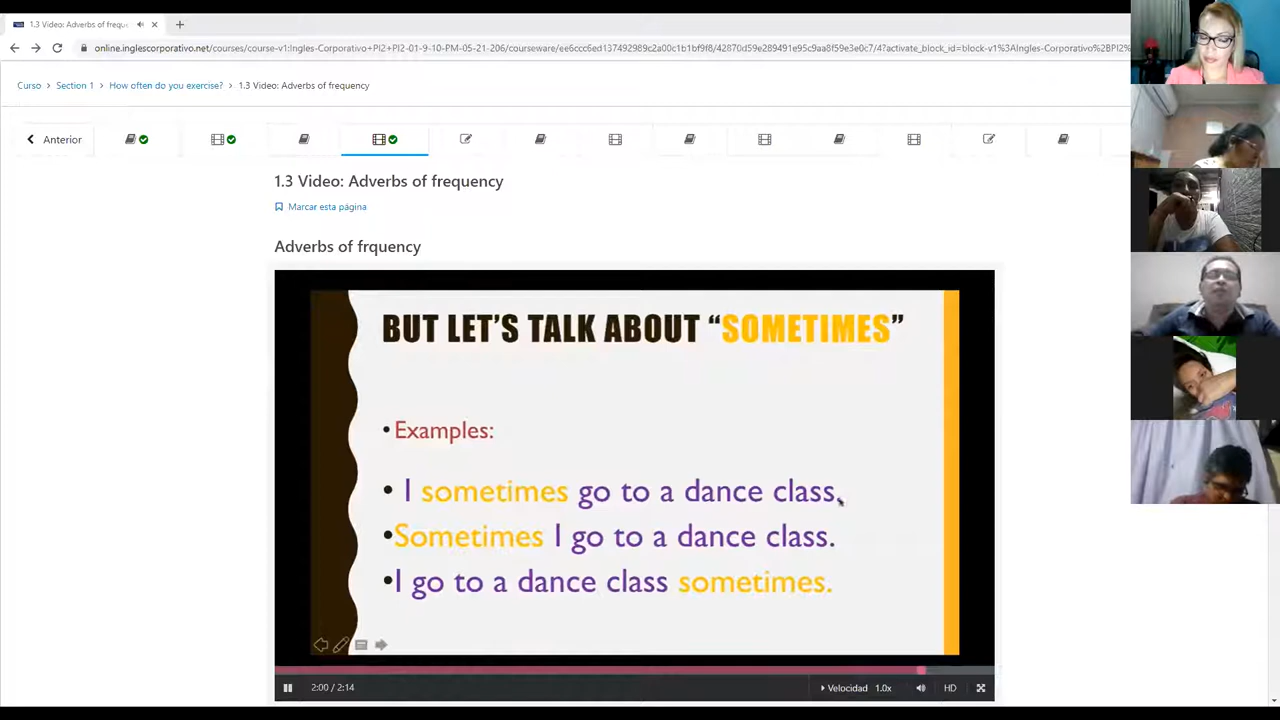 1.3 Video: Adverbs of frequ
online.inglescorporativo.net/courses/course-v1:Ingles-Corporativo+PI2+PI2-01-9-10-PM-05-21-206/courseware/ee6ccc6ed137492989c2a00c1b1bf9f8/42870d59e289491e95c9aa8f59e3e0c7/4?activate_block_id=block-v1%3AIngles-Corporativo%2BPI2%
Curso > Section 1 > How often do you exercise? > 1.3 Video: Adverbs of frequency
Anterior
1.3 Video: Adverbs of frequency
Marcar esta página
Adverbs of frquency
BUT LET'S TALK ABOUT “SOMETIMES”
• Examples:
• I sometimes go to a dance class.
•Sometimes I go to a dance class.
•I go to a dance class sometimes.
2:00 / 2:14
Velocidad 1.0x
HD